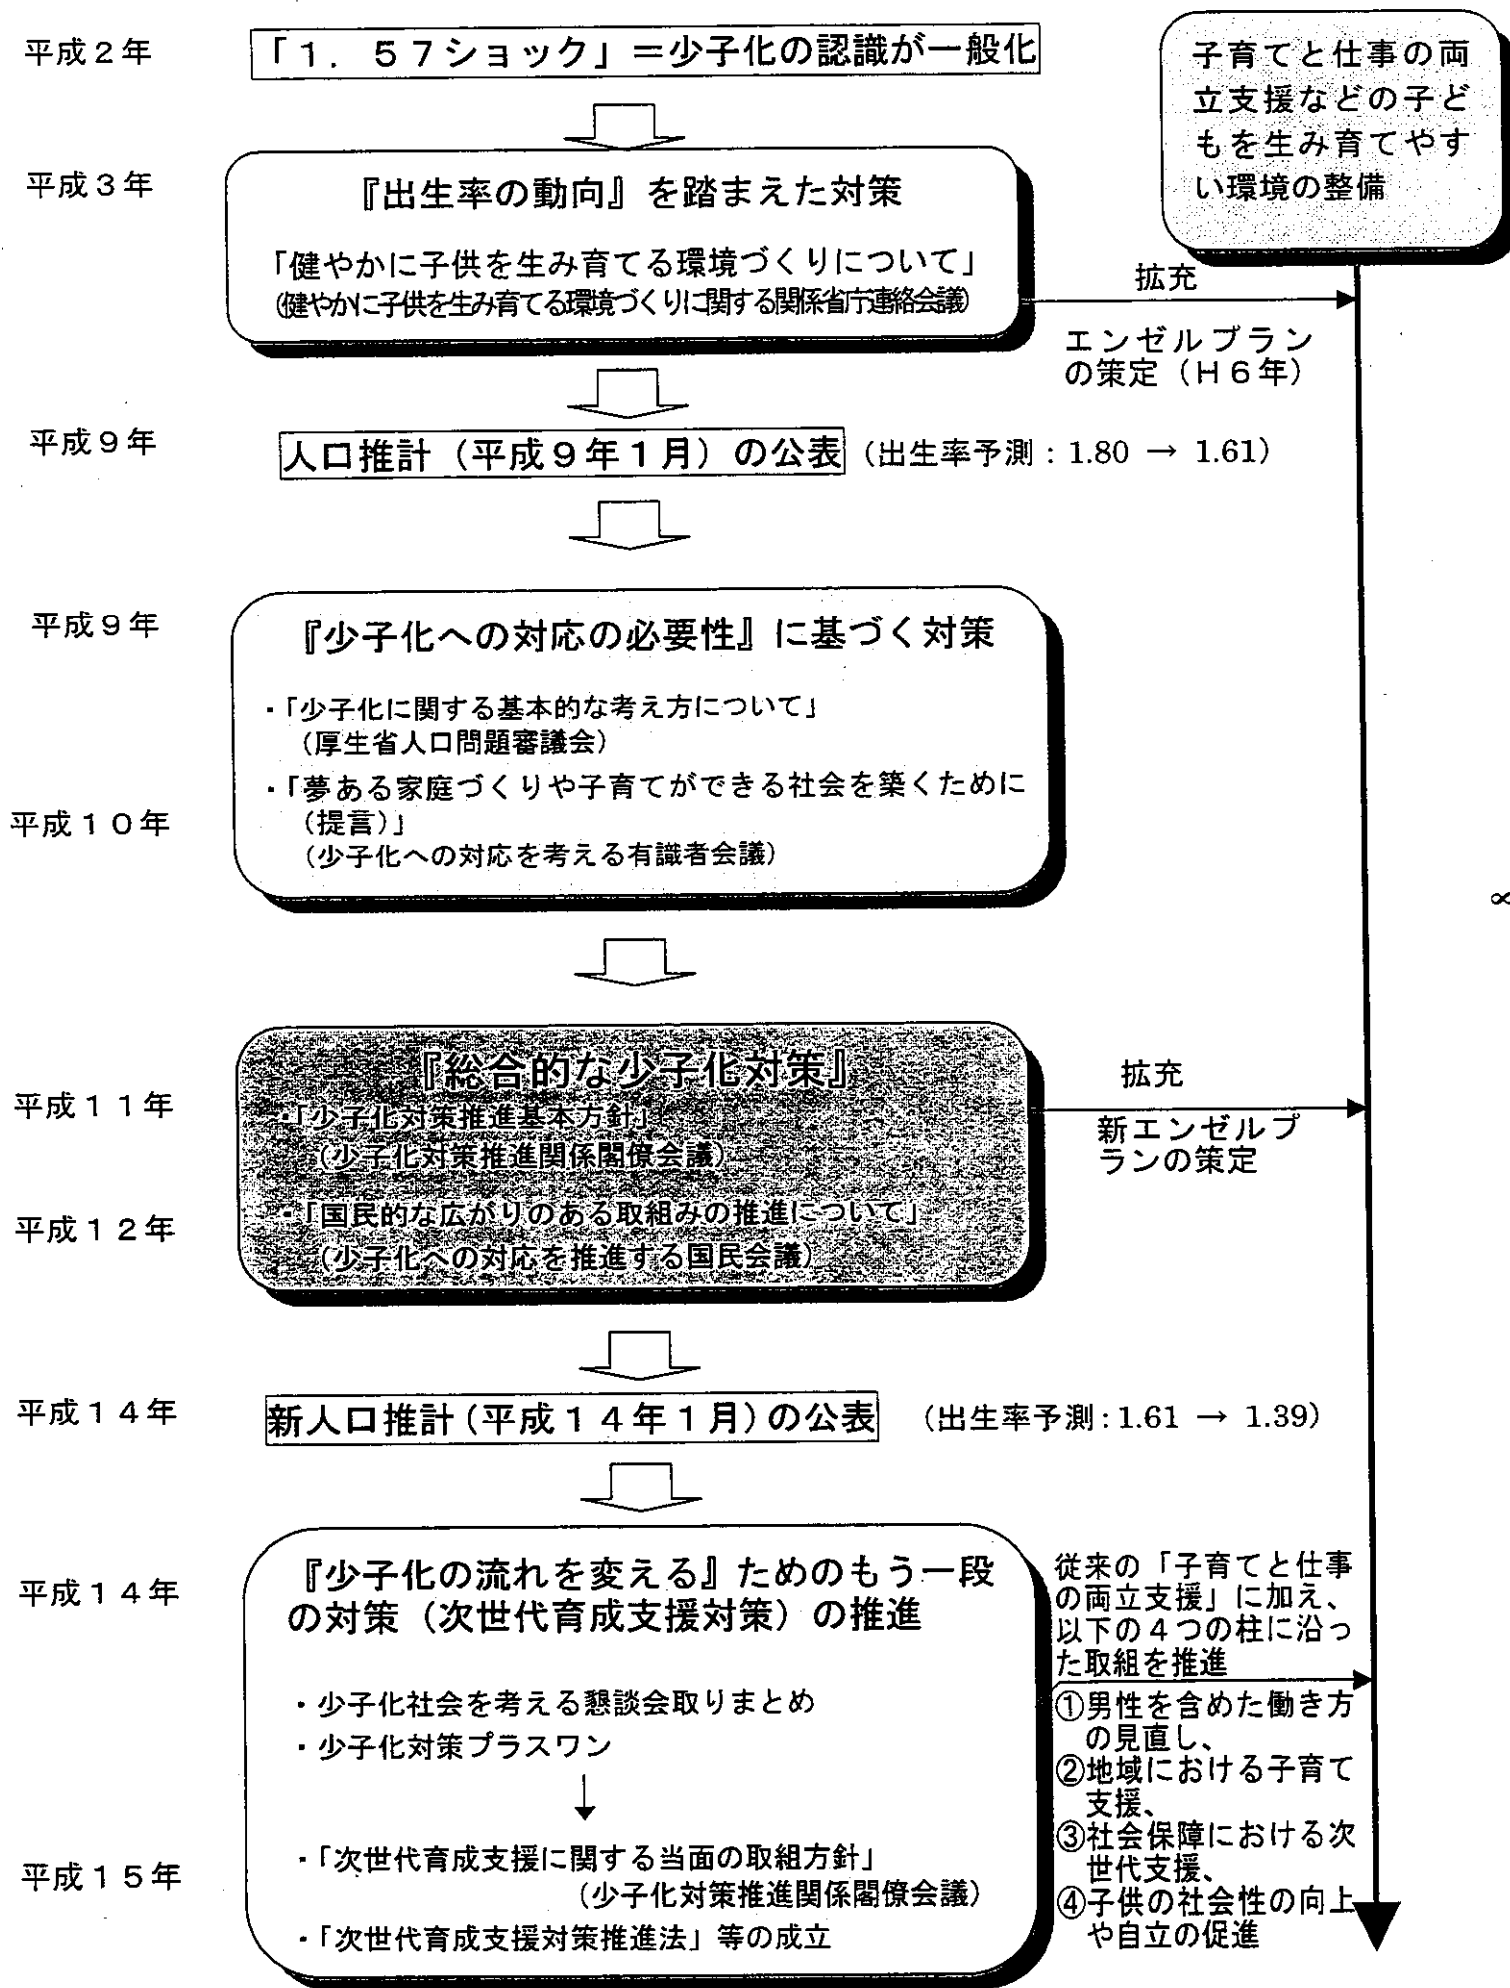 平成２年
「１．５７ショック」＝少子化の認識が一般化
子育てと仕事の両
立支援などの子ど
もを生み育てやす
い環境の整備
平成３年
『出生率の動向』を踏まえた対策
「健やかに子供を生み育てる環境づくりについて」
(健やかに子供を生み育てる環境づくりに関する関係省庁連絡会議)
拡充
エンゼルプラン
の策定（Ｈ６年）
平成９年
人口推計（平成９年１月）の公表
（出生率予測：1.80 → 1.61）
平成９年
『少子化への対応の必要性』に基づく対策
・「少子化に関する基本的な考え方について」
（厚生省人口問題審議会）
・「夢ある家庭づくりや子育てができる社会を築くために
（提言）」
（少子化への対応を考える有識者会議）
平成１０年
∞
『総合的な少子化対策』
平成１１年
・「少子化対策推進基本方針」
（少子化対策推進関係閣僚会議）
拡充
新エンゼルプ
ランの策定
平成１２年
・「国民的な広がりのある取組みの推進について」
（少子化への対応を推進する国民会議）
平成１４年
新人口推計（平成１４年１月）の公表
（出生率予測：1.61 → 1.39）
平成１４年
『少子化の流れを変える』ためのもう一段
の対策（次世代育成支援対策）の推進
・少子化社会を考える懇談会取りまとめ
・少子化対策プラスワン
平成１５年
・「次世代育成支援に関する当面の取組方針」
（少子化対策推進関係閣僚会議）
・「次世代育成支援対策推進法」等の成立
従来の「子育てと仕事
の両立支援」に加え、
以下の４つの柱に沿っ
た取組を推進
①男性を含めた働き方
の見直し、
②地域における子育て
支援、
③社会保障における次
世代支援、
④子供の社会性の向上
や自立の促進